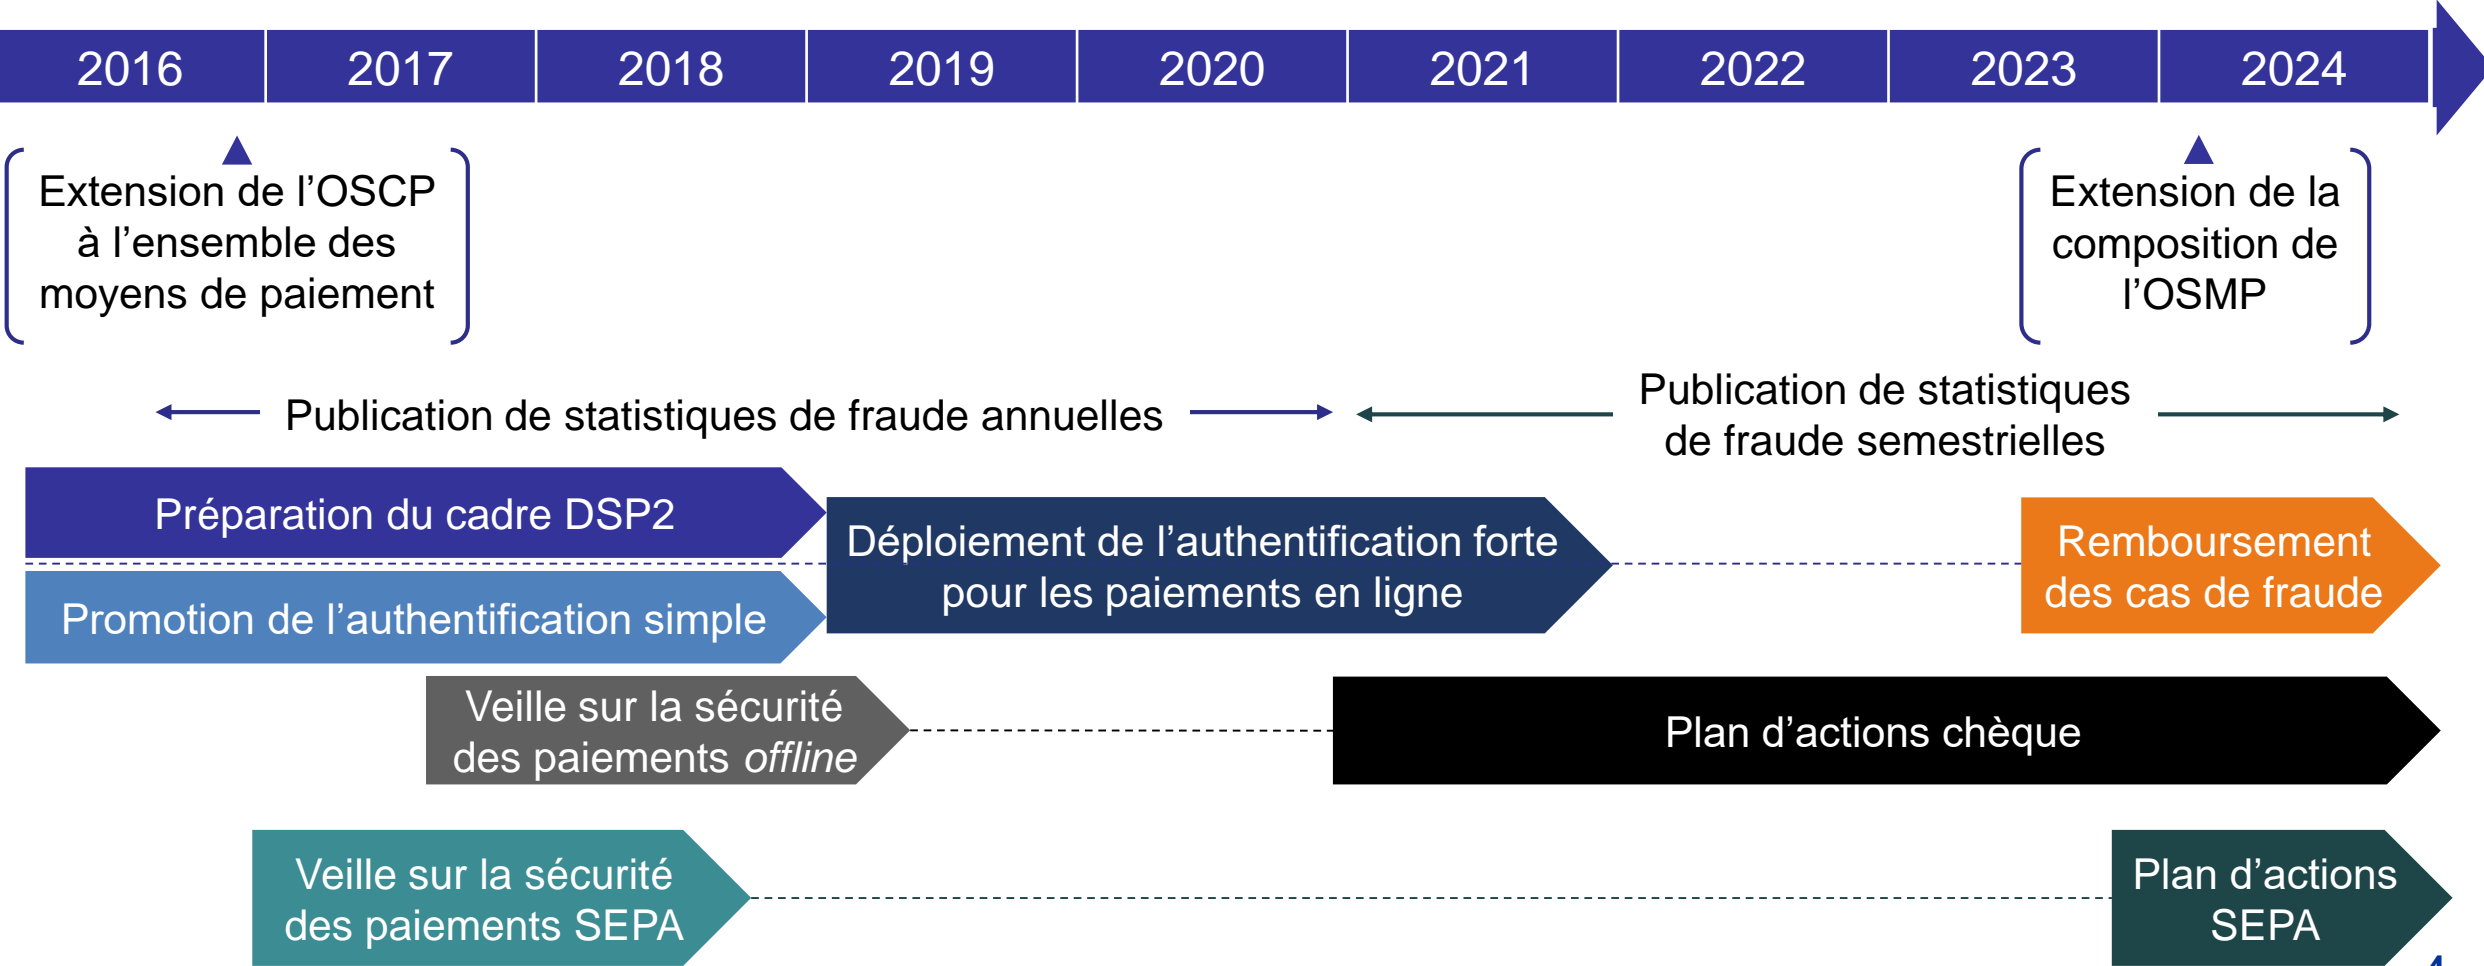 2016 2017 2018 2019 2020 2021 2022 2023 2024
Extension de l’OSCP
à l’ensemble des
moyens de paiement
Extension de la
composition de
l’OSMP
Publication de statistiques de fraude annuelles
Publication de statistiques
de fraude semestrielles
Préparation du cadre DSP2
Promotion de l’authentification simple
Déploiement de l’authentification forte
pour les paiements en ligne
Remboursement
des cas de fraude
Veille sur la sécurité
des paiements offline
Plan d’actions chèque
Veille sur la sécurité
des paiements SEPA
Plan d’actions
SEPA